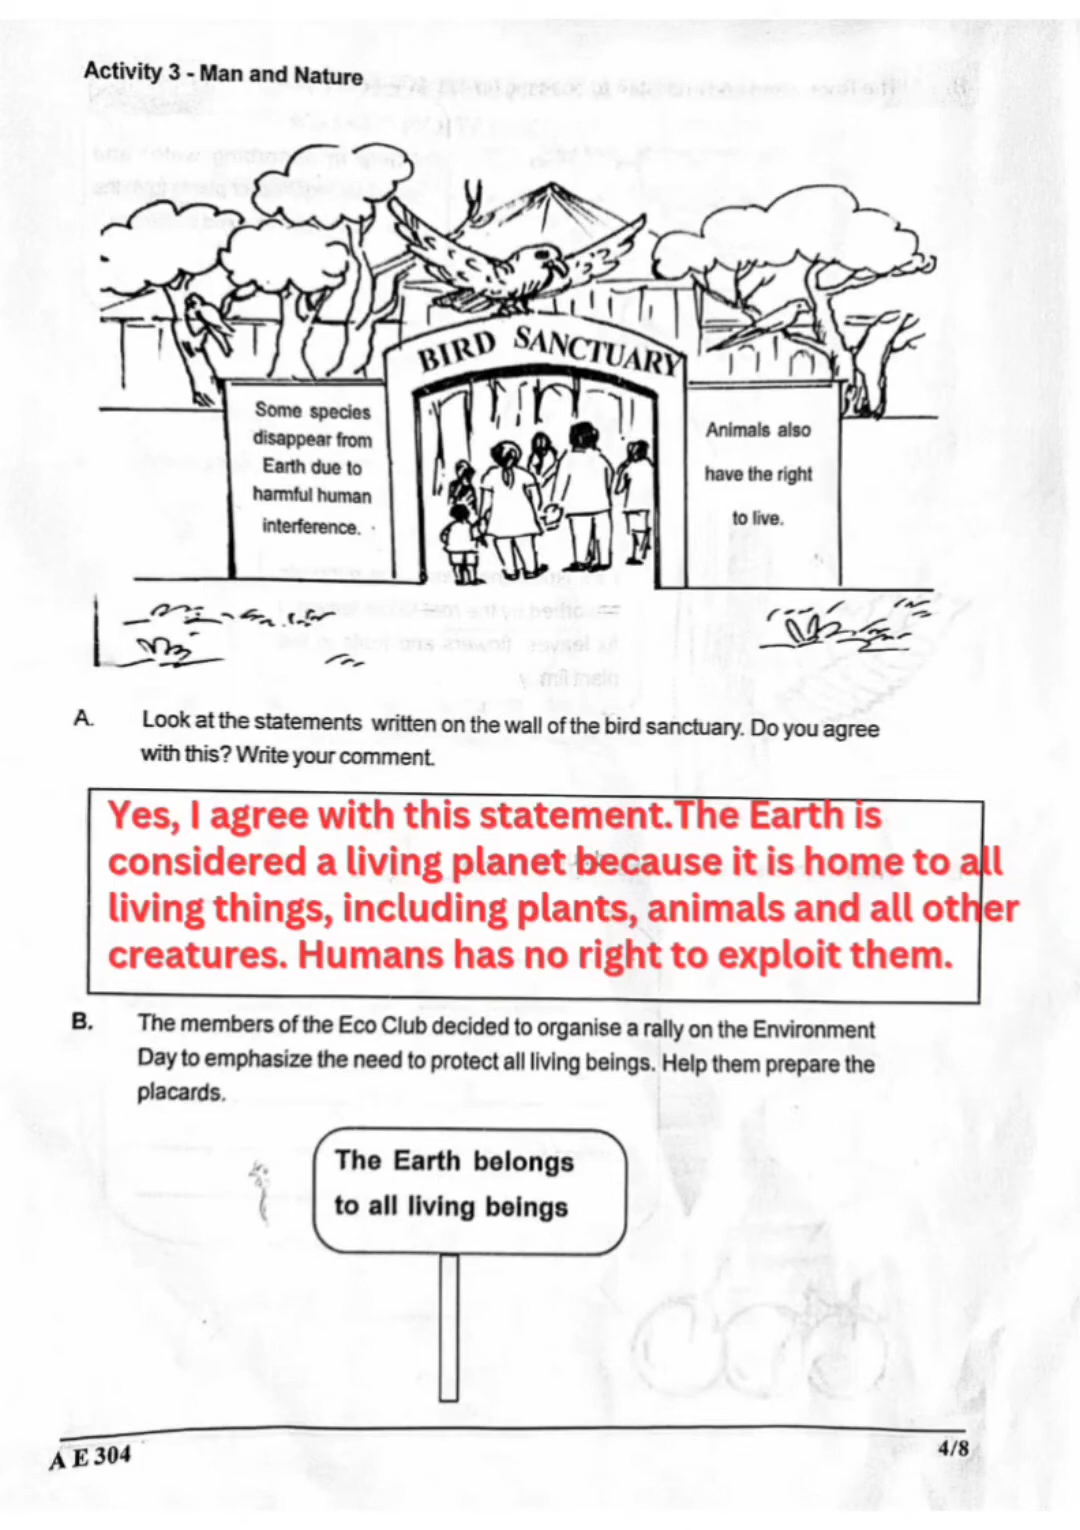 Activity 3 - Man and Nature
BIRD SANCTUARY
Some species
disappear from
Earth due to
harmful human
interference.
Animals also
have the right
to live.
A. Look at the statements written on the wall of the bird sanctuary. Do you agree
with this? Write your comment.
Yes, I agree with this statement.The Earth is
considered a living planet because it is home to all
living things, including plants, animals and all other
creatures. Humans has no right to exploit them.
B. The members of the Eco Club decided to organise a rally on the Environment
Day to emphasize the need to protect all living beings. Help them prepare the
placards.
The Earth belongs
to all living beings
A E 304
4/8